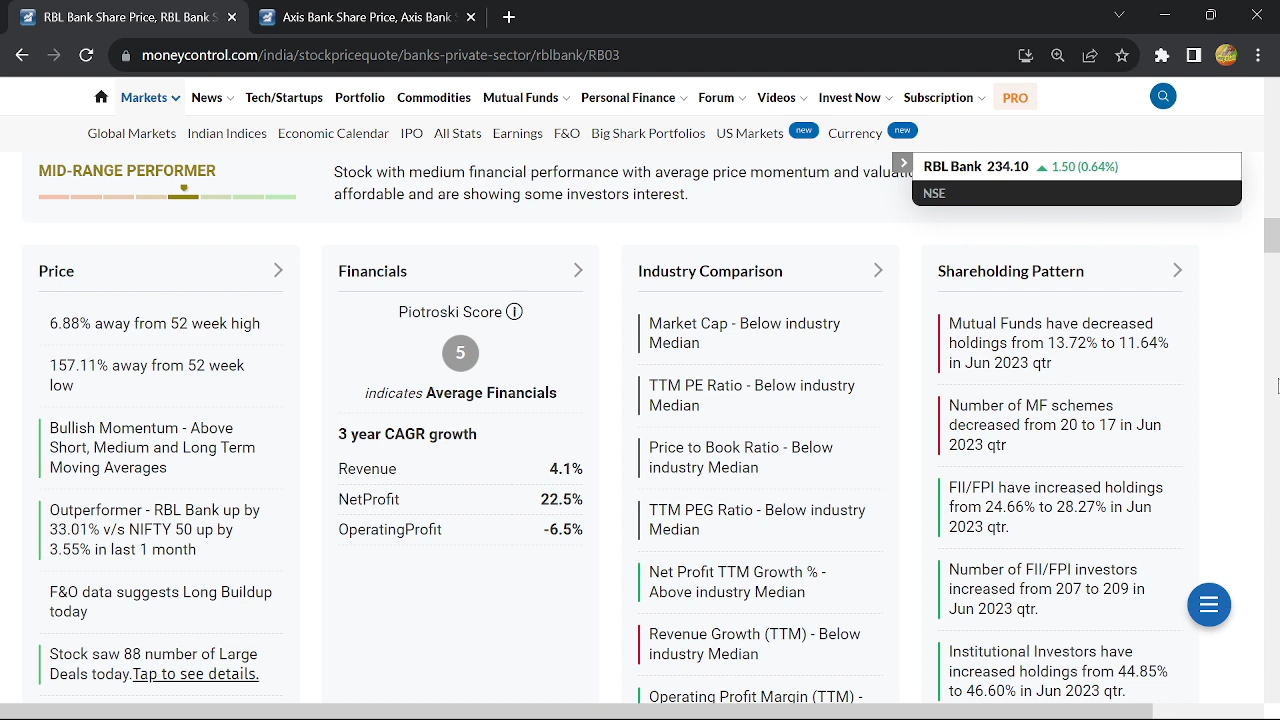 RBL Bank Share Price, RBL Bank S
Axis Bank Share Price, Axis Bank S
moneycontrol.com/india/stockpricequote/banks-private-sector/rblbank/RB03
Markets News Tech/Startups Portfolio Commodities Mutual Funds Personal Finance Forum Videos Invest Now Subscription PRO
Global Markets Indian Indices Economic Calendar IPO All Stats Earnings F&O Big Shark Portfolios US Markets new Currency new
MID-RANGE PERFORMER
Stock with medium financial performance with average price momentum and
affordable and are showing some investors interest.
RBL Bank 234.10 1.50 (0.64%)
NSE
Price
6.88% away from 52 week high
157.11% away from 52 week
low
Bullish Momentum - Above
Short, Medium and Long Term
Moving Averages
Outperformer - RBL Bank up by
33.01% v/s NIFTY 50 up by
3.55% in last 1 month
F&O data suggests Long Buildup
today
Stock saw 88 number of Large
Deals today.Tap to see details.
Financials
Piotroski Score i
5
indicates Average Financials
3 year CAGR growth
Revenue 4.1%
NetProfit 22.5%
OperatingProfit -6.5%
Industry Comparison
Market Cap - Below industry
Median
TTM PE Ratio - Below industry
Median
Price to Book Ratio - Below
industry Median
TTM PEG Ratio - Below industry
Median
Net Profit TTM Growth % -
Above industry Median
Revenue Growth (TTM) - Below
industry Median
Operating Profit Margin (TTM) -
Shareholding Pattern
Mutual Funds have decreased
holdings from 13.72% to 11.64%
in Jun 2023 qtr
Number of MF schemes
decreased from 20 to 17 in Jun
2023 qtr
FII/FPI have increased holdings
from 24.66% to 28.27% in Jun
2023 qtr.
Number of FII/FPI investors
increased from 207 to 209 in
Jun 2023 qtr.
Institutional Investors have
increased holdings from 44.85%
to 46.60% in Jun 2023 qtr.